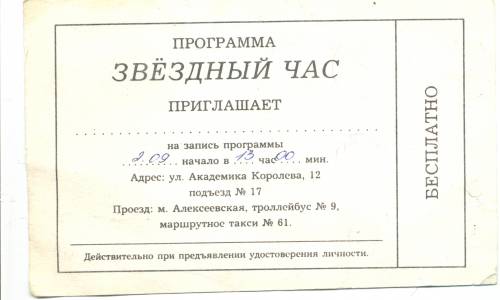 ПРОГРАММА
ЗВЁЗДНЫЙ ЧАС
ПРИГЛАШАЕТ
на запись программы
2.09 начало в 13 час 00 мин.
Адрес: ул. Академика Королева, 12
подъезд № 17
Проезд: м. Алексеевская, троллейбус № 9,
маршрутное такси № 61.
Действительно при предъявлении удостоверения личности.
БЕСПЛАТНО